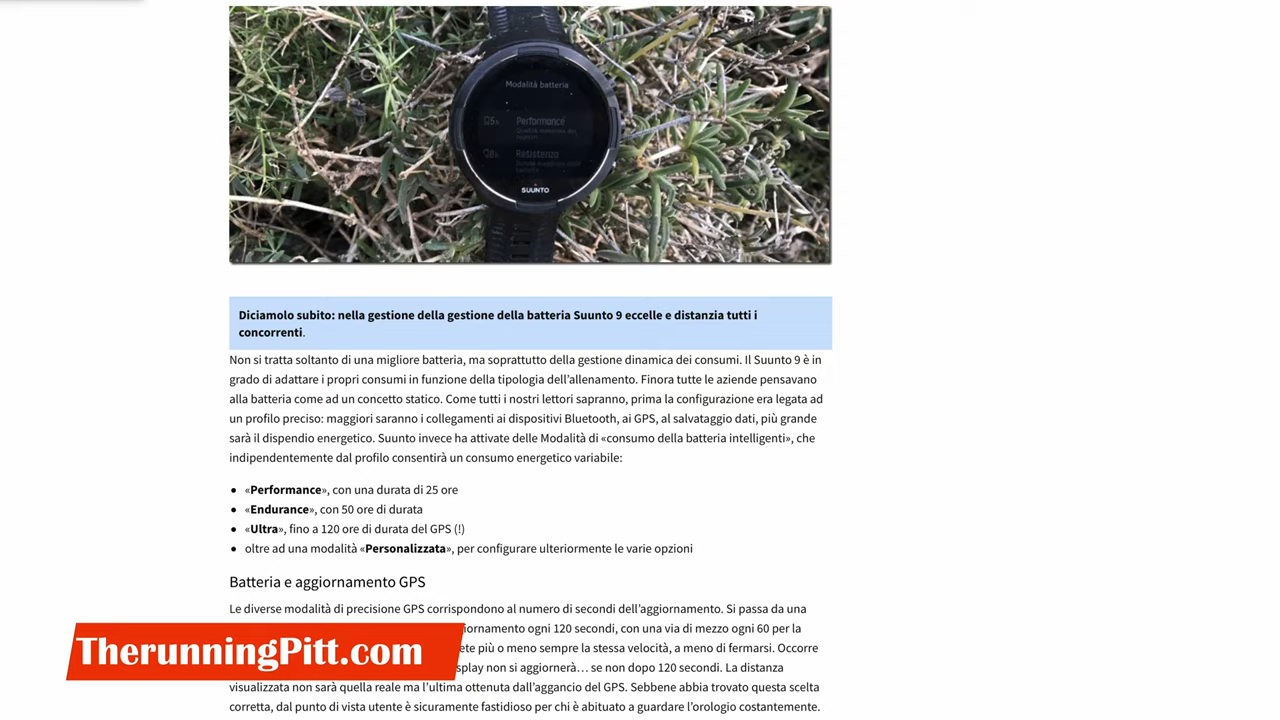 Modalità batteria
Performance
Resistenza
SUUNTO
Diciamolo subito: nella gestione della gestione della batteria Suunto 9 eccelle e distanzia tutti i
concorrenti.
Non si tratta soltanto di una migliore batteria, ma soprattutto della gestione dinamica dei consumi. Il Suunto 9 è in
grado di adattare i propri consumi in funzione della tipologia dell’allenamento. Finora tutte le aziende pensavano
alla batteria come ad un concetto statico. Come tutti i nostri lettori sapranno, prima la configurazione era legata ad
un profilo preciso: maggiori saranno i collegamenti ai dispositivi Bluetooth, ai GPS, al salvataggio dati, più grande
sarà il dispendio energetico. Suunto invece ha attivate delle Modalità di «consumo della batteria intelligenti», che
indipendentemente dal profilo consentirà un consumo energetico variabile:
• «Performance», con una durata di 25 ore
• «Endurance», con 50 ore di durata
• «Ultra», fino a 120 ore di durata del GPS (!)
• oltre ad una modalità «Personalizzata», per configurare ulteriormente le varie opzioni
Batteria e aggiornamento GPS
Le diverse modalità di precisione GPS corrispondono al numero di secondi dell’aggiornamento. Si passa da una
ogni 120 secondi, con una via di mezzo ogni 60 per la
più o meno sempre la stessa velocità, a meno di fermarsi. Occorre
non si aggiornerà… se non dopo 120 secondi. La distanza
visualizzata non sarà quella reale ma l’ultima ottenuta dall’aggancio del GPS. Sebbene abbia trovato questa scelta
corretta, dal punto di vista utente è sicuramente fastidioso per chi è abituato a guardare l’orologio costantemente.
TherunningPitt.com